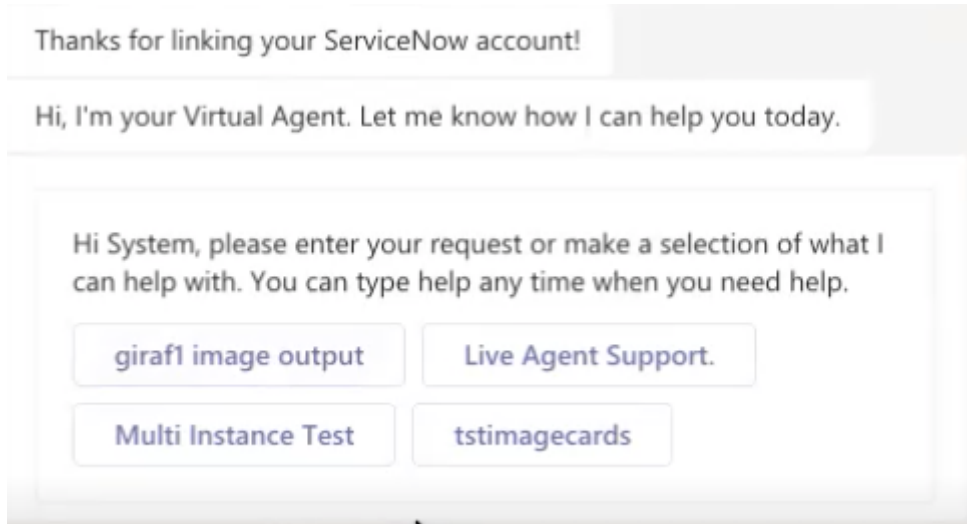 Thanks for linking your ServiceNow account!
Hi, I'm your Virtual Agent. Let me know how I can help you today.
Hi System, please enter your request or make a selection of what I
can help with. You can type help any time when you need help.
giraf1 image output
Live Agent Support.
Multi Instance Test
tstimagecards